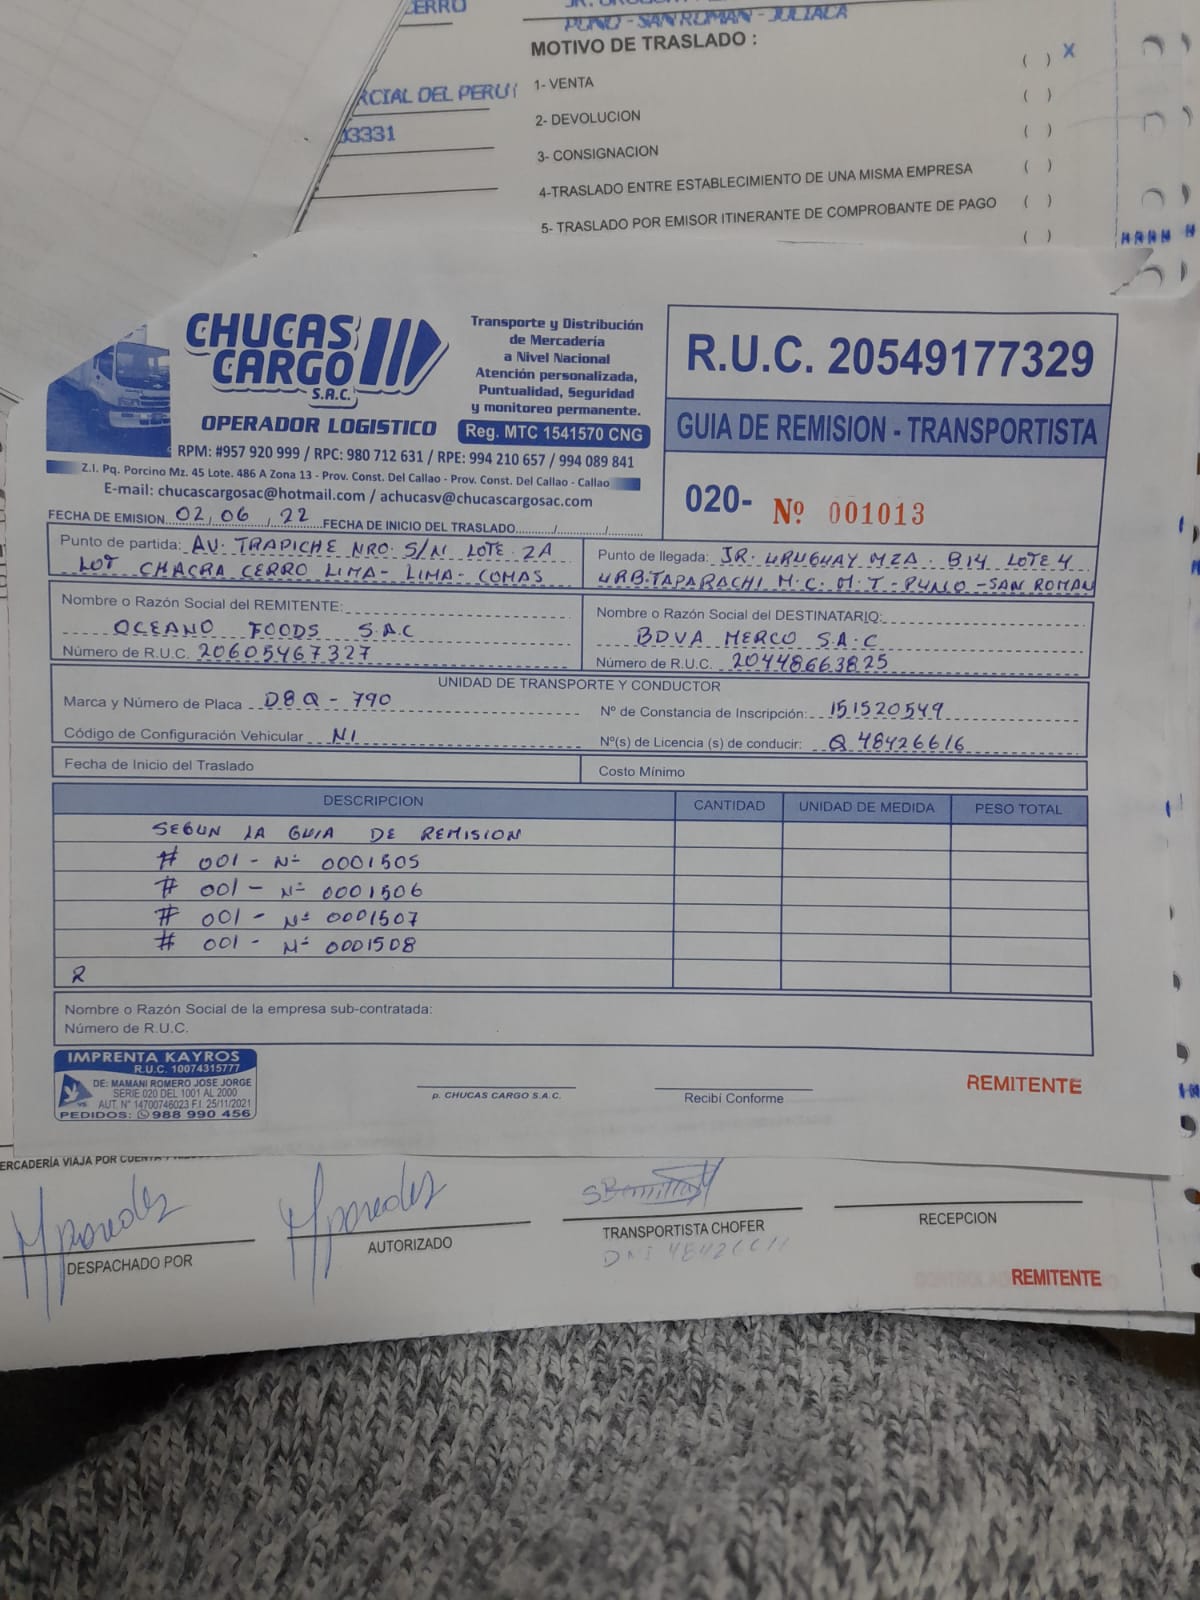 CERRO
PUNO - SAN ROMAN - JULIACA
MOTIVO DE TRASLADO :
( ) X
1- VENTA
( )
RCIAL DEL PERU
2- DEVOLUCION
( )
03331
3- CONSIGNACION
( )
4-TRASLADO ENTRE ESTABLECIMIENTO DE UNA MISMA EMPRESA
( )
5- TRASLADO POR EMISOR ITINERANTE DE COMPROBANTE DE PAGO
( )
CHUCAS
CARGO
S.A.C.
OPERADOR LOGISTICO
Transporte y Distribución
de Mercadería
a Nivel Nacional
Atención personalizada,
Puntualidad, Seguridad
y monitoreo permanente.
Reg. MTC 1541570 CNG
RPM: #957 920 999 / RPC: 980 712 631 / RPE: 994 210 657 / 994 089 841
Z.I. Pq. Porcino Mz. 45 Lote. 486 A Zona 13 - Prov. Const. Del Callao - Prov. Const. Del Callao - Callao
E-mail: chucascargosac@hotmail.com / achucasv@chucascargosac.com
R.U.C. 20549177329
GUIA DE REMISION - TRANSPORTISTA
020- Nº 001013
FECHA DE EMISION 02/06/22 FECHA DE INICIO DEL TRASLADO ......./......./.......
Punto de partida: AV. TRAPICHE NRO. S/N LOTE. 2A
LOT CHACRA CERRO LIMA- LIMA- COMAS
Punto de llegada: JR. URUGUAY MZA. B14 LOTE 4
URB.TAPARACHI M.C.M.T - PUNO - SAN ROMAN
Nombre o Razón Social del REMITENTE:
OCEANO FOODS S.A.C
Número de R.U.C. 20605467327
Nombre o Razón Social del DESTINATARIO:
BDVA MERCO S.A.C
Número de R.U.C. 20448663825
UNIDAD DE TRANSPORTE Y CONDUCTOR
Marca y Número de Placa D8Q - 790
Nº de Constancia de Inscripción: 151520549
Código de Configuración Vehicular N1
Nº(s) de Licencia (s) de conducir: Q 48426616
Fecha de Inicio del Traslado
Costo Mínimo
DESCRIPCION CANTIDAD UNIDAD DE MEDIDA PESO TOTAL
SEGUN LA GUIA DE REMISION
# 001 - Nº 0001505
# 001 - Nº 0001506
# 001 - Nº 0001507
# 001 - Nº 0001508
R
Nombre o Razón Social de la empresa sub-contratada:
Número de R.U.C.
IMPRENTA KAYROS
R.U.C. 10074315777
DE: MAMANI ROMERO JOSE JORGE
SERIE 020 DEL 1001 AL 2000
AUT. N° 14700746023 F.I. 25/11/2021
PEDIDOS: 988 990 456
p. CHUCAS CARGO S.A.C.
Recibí Conforme
REMITENTE
ERCADERÍA VIAJA POR
DESPACHADO POR
AUTORIZADO
TRANSPORTISTA CHOFER
RECEPCION
REMITENTE